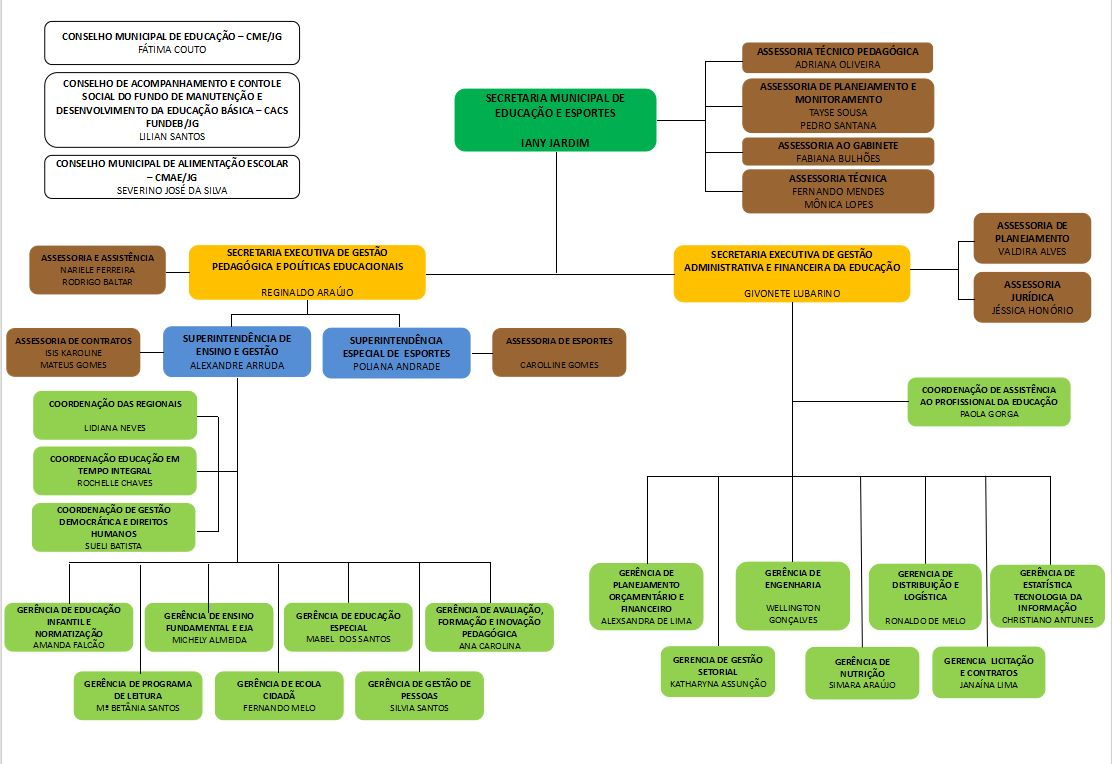 CONSELHO MUNICIPAL DE EDUCAÇÃO – CME/JG
FÁTIMA COUTO
CONSELHO DE ACOMPANHAMENTO E CONTOLE
SOCIAL DO FUNDO DE MANUTENÇÃO E
DESENVOLVIMENTO DA EDUCAÇÃO BÁSICA – CACS
FUNDEB/JG
LILIAN SANTOS
CONSELHO MUNICIPAL DE ALIMENTAÇÃO ESCOLAR
– CMAE/JG
SEVERINO JOSÉ DA SILVA
SECRETARIA MUNICIPAL DE
EDUCAÇÃO E ESPORTES
IANY JARDIM
ASSESSORIA TÉCNICO PEDAGÓGICA
ADRIANA OLIVEIRA
ASSESSORIA DE PLANEJAMENTO E
MONITORAMENTO
TAYSE SOUSA
PEDRO SANTANA
ASSESSORIA AO GABINETE
FABIANA BULHÕES
ASSESSORIA TÉCNICA
FERNANDO MENDES
MÔNICA LOPES
ASSESSORIA E ASSISTÊNCIA
NARIELE FERREIRA
RODRIGO BALTAR
SECRETARIA EXECUTIVA DE GESTÃO
PEDAGÓGICA E POLÍTICAS EDUCACIONAIS
REGINALDO ARAÚJO
SECRETARIA EXECUTIVA DE GESTÃO
ADMINISTRATIVA E FINANCEIRA DA EDUCAÇÃO
GIVONETE LUBARINO
ASSESSORIA DE
PLANEJAMENTO
VALDIRA ALVES
ASSESSORIA
JURÍDICA
JÉSSICA HONÓRIO
ASSESSORIA DE CONTRATOS
ISIS KAROLINE
MATEUS GOMES
SUPERINTENDÊNCIA DE
ENSINO E GESTÃO
ALEXANDRE ARRUDA
SUPERINTENDÊNCIA
ESPECIAL DE ESPORTES
POLIANA ANDRADE
ASSESSORIA DE ESPORTES
CAROLLINE GOMES
COORDENAÇÃO DAS REGIONAIS
LIDIANA NEVES
COORDENAÇÃO EDUCAÇÃO EM
TEMPO INTEGRAL
ROCHELLE CHAVES
COORDENAÇÃO DE GESTÃO
DEMOCRÁTICA E DIREITOS
HUMANOS
SUELI BATISTA
COORDENAÇÃO DE ASSISTÊNCIA
AO PROFISSIONAL DA EDUCAÇÃO
PAOLA GORGA
GERÊNCIA DE EDUCAÇÃO
INFANTIL E
NORMATIZAÇÃO
AMANDA FALCÃO
GERÊNCIA DE ENSINO
FUNDAMENTAL E EJA
MICHELY ALMEIDA
GERÊNCIA DE EDUCAÇÃO
ESPECIAL
MABEL DOS SANTOS
GERÊNCIA DE AVALIAÇÃO,
FORMAÇÃO E INOVAÇÃO
PEDAGÓGICA
ANA CAROLINA
GERÊNCIA DE PROGRAMA
DE LEITURA
Mª BETÂNIA SANTOS
GERÊNCIA DE ECOLA
CIDADÃ
FERNANDO MELO
GERÊNCIA DE GESTÃO DE
PESSOAS
SILVIA SANTOS
GERÊNCIA DE
PLANEJAMENTO
ORÇAMENTÁRIO E
FINANCEIRO
ALEXSANDRA DE LIMA
GERÊNCIA DE
ENGENHARIA
WELLINGTON
GONÇALVES
GERENCIA DE
DISTRIBUIÇÃO E
LOGÍSTICA
RONALDO DE MELO
GERÊNCIA DE
ESTATÍSTICA
TECNOLOGIA DA
INFORMAÇÃO
CHRISTIANO ANTUNES
GERENCIA DE GESTÃO
SETORIAL
KATHARYNA ASSUNÇÃO
GERÊNCIA DE
NUTRIÇÃO
SIMARA ARAÚJO
GERENCIA LICITAÇÃO
E CONTRATOS
JANAÍNA LIMA